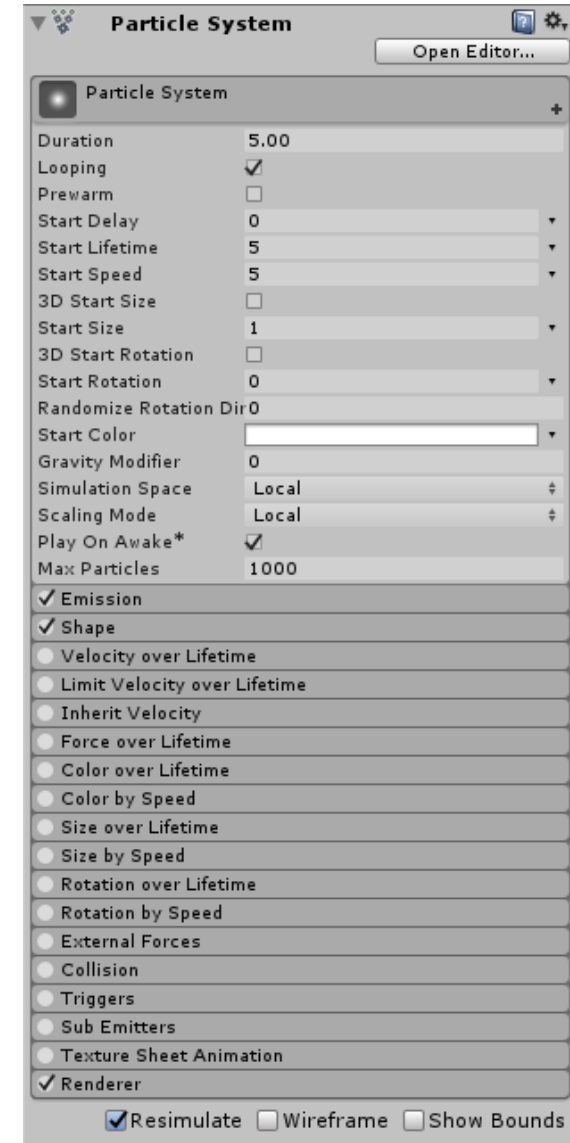 Particle System
Open Editor...
Particle System
Duration 5.00
Looping
Prewarm
Start Delay 0
Start Lifetime 5
Start Speed 5
3D Start Size
Start Size 1
3D Start Rotation
Start Rotation 0
Randomize Rotation Dir 0
Start Color
Gravity Modifier 0
Simulation Space Local
Scaling Mode Local
Play On Awake*
Max Particles 1000
Emission
Shape
Velocity over Lifetime
Limit Velocity over Lifetime
Inherit Velocity
Force over Lifetime
Color over Lifetime
Color by Speed
Size over Lifetime
Size by Speed
Rotation over Lifetime
Rotation by Speed
External Forces
Collision
Triggers
Sub Emitters
Texture Sheet Animation
Renderer
Resimulate Wireframe Show Bounds